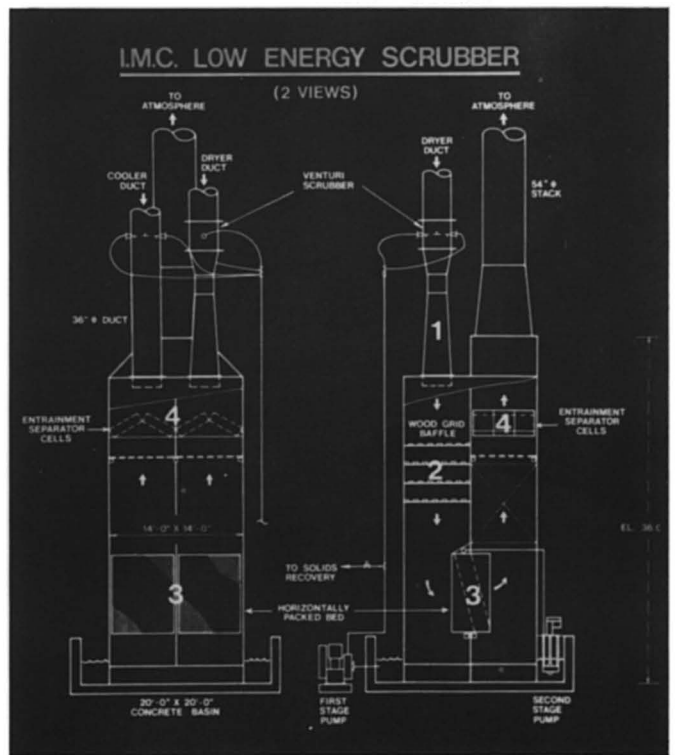 I.M.C. LOW ENERGY SCRUBBER
(2 VIEWS)
TO
ATMOSPHERE
COOLER
DUCT
DRYER
DUCT
VENTURI
SCRUBBER
DRYER
DUCT
TO
ATMOSPHERE
54" φ
STACK
36" φ DUCT
1
4
ENTRAINMENT
SEPARATOR
CELLS
WOOD GRID
BAFFLE
4
ENTRAINMENT
SEPARATOR
CELLS
2
14'-0" X 14'-0"
EL. 36.0
3
TO SOLIDS
RECOVERY
A
HORIZONTALLY
PACKED BED
3
20'-0" X 20'-0"
CONCRETE BASIN
FIRST
STAGE
PUMP
SECOND
STAGE
PUMP